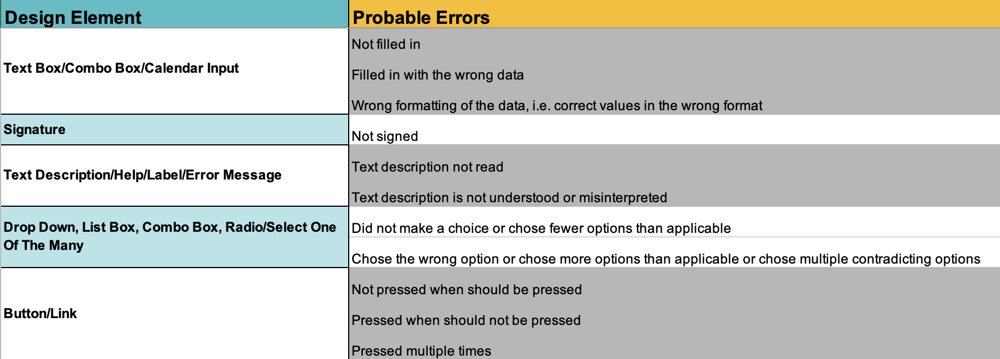 Design Element
Probable Errors
Text Box/Combo Box/Calendar Input
Not filled in
Filled in with the wrong data
Wrong formatting of the data, i.e. correct values in the wrong format
Signature
Not signed
Text Description/Help/Label/Error Message
Text description not read
Text description is not understood or misinterpreted
Drop Down, List Box, Combo Box, Radio/Select One
Of The Many
Did not make a choice or chose fewer options than applicable
Chose the wrong option or chose more options than applicable or chose multiple contradicting options
Button/Link
Not pressed when should be pressed
Pressed when should not be pressed
Pressed multiple times